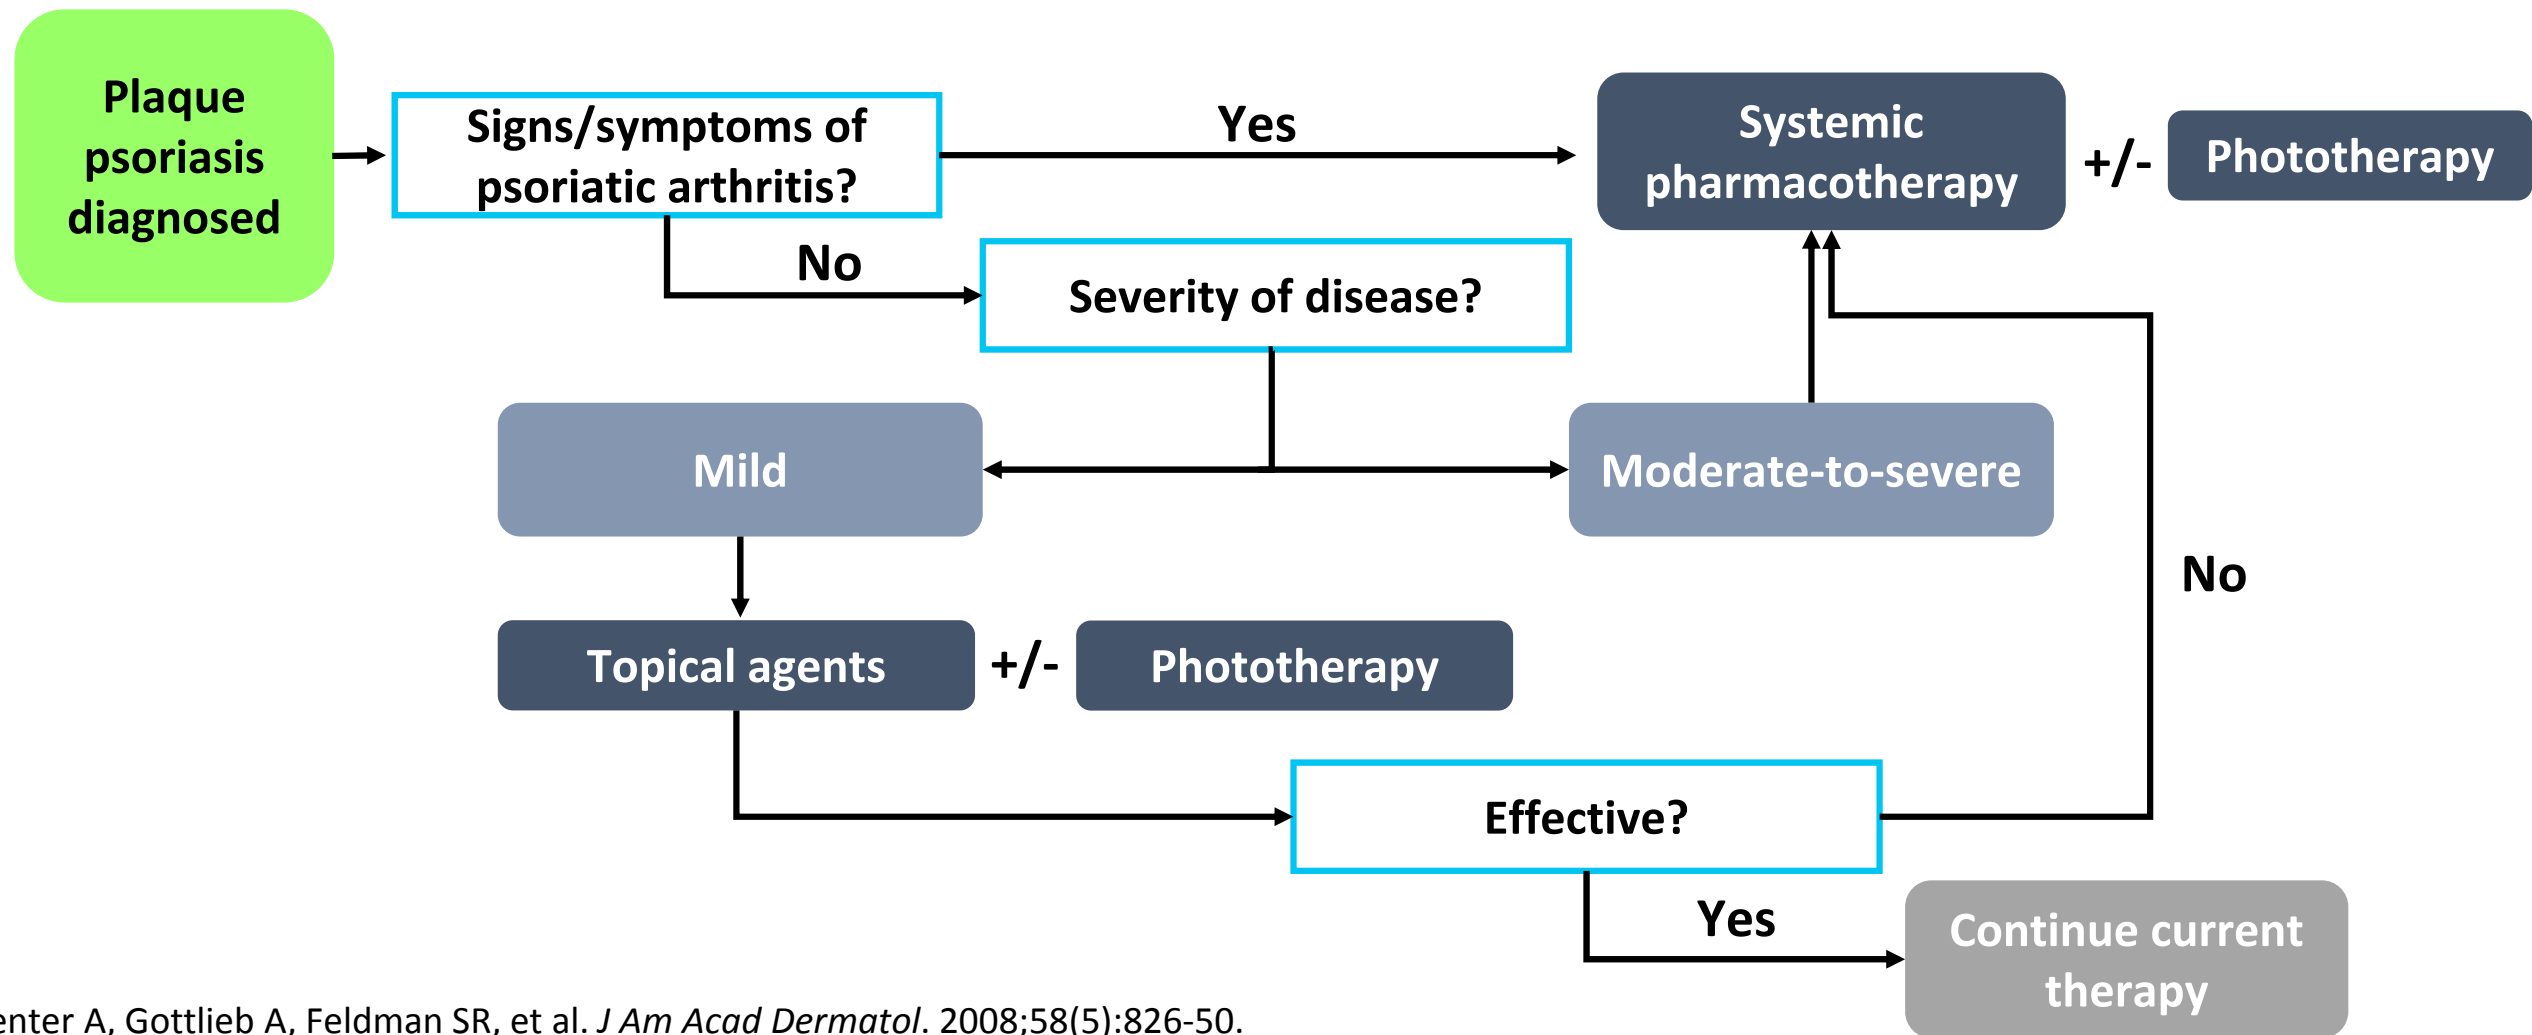 Plaque
psoriasis
diagnosed
Signs/symptoms of
psoriatic arthritis?
Yes
Systemic
pharmacotherapy
+/-
Phototherapy
No
Severity of disease?
Mild
Moderate-to-severe
No
Topical agents
+/-
Phototherapy
Effective?
Yes
Continue current
therapy
A, Gottlieb A, Feldman SR, et al. J Am Acad Dermatol. 2008;58(5):826-50.